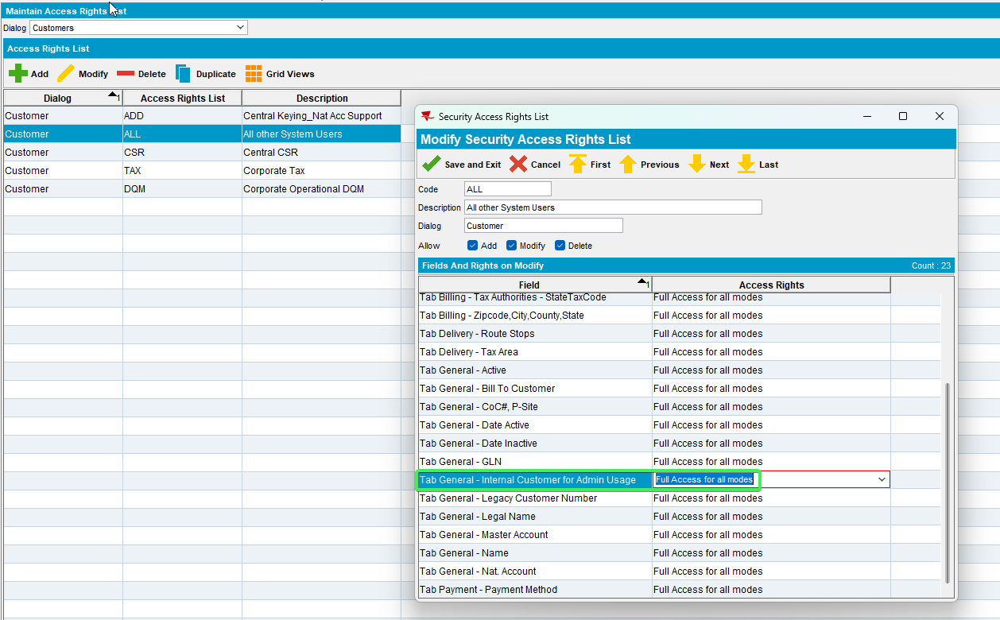 Maintain Access Rights List
Dialog Customers
Access Rights List
Add Modify Delete Duplicate Grid Views
Dialog 1 Access Rights List Description
Customer ADD Central Keying_Nat Acc Support
Customer ALL All other System Users
Customer CSR Central CSR
Customer TAX Corporate Tax
Customer DQM Corporate Operational DQM
Security Access Rights List
Modify Security Access Rights List
Save and Exit Cancel First Previous Next Last
Code ALL
Description All other System Users
Dialog Customer
Allow Add Modify Delete
Fields And Rights on Modify Count : 23
Field 1 Access Rights
Tab Billing - Tax Authorities - StateTaxCode Full Access for all modes
Tab Billing - Zipcode,City,County,State Full Access for all modes
Tab Delivery - Route Stops Full Access for all modes
Tab Delivery - Tax Area Full Access for all modes
Tab General - Active Full Access for all modes
Tab General - Bill To Customer Full Access for all modes
Tab General - CoC#, P-Site Full Access for all modes
Tab General - Date Active Full Access for all modes
Tab General - Date Inactive Full Access for all modes
Tab General - GLN Full Access for all modes
Tab General - Internal Customer for Admin Usage Full Access for all modes
Tab General - Legacy Customer Number Full Access for all modes
Tab General - Legal Name Full Access for all modes
Tab General - Master Account Full Access for all modes
Tab General - Name Full Access for all modes
Tab General - Nat. Account Full Access for all modes
Tab Payment - Payment Method Full Access for all modes